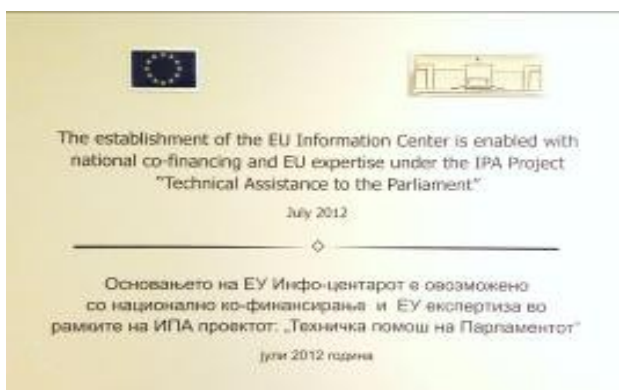 The establishment of the EU Information Center is enabled with
national co-financing and EU expertise under the IPA Project
"Technical Assistance to the Parliament"
July 2012
Основањето на ЕУ Инфо-центарот е овозможено
со национално ко-финансирање и ЕУ експертиза во
рамките на ИПА проектот: „Техничка помош на Парламентот"
јули 2012 година